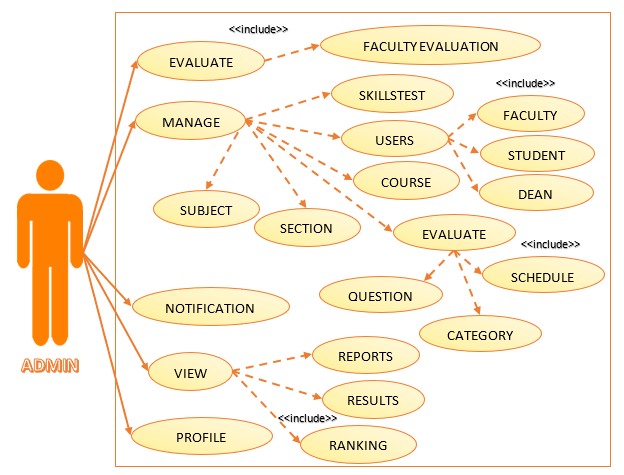 <<include>>
EVALUATE
FACULTY EVALUATION
<<include>>
SKILLSTEST
MANAGE
FACULTY
USERS
STUDENT
COURSE
DEAN
SUBJECT
SECTION
EVALUATE
<<include>>
SCHEDULE
QUESTION
NOTIFICATION
CATEGORY
ADMIN
REPORTS
VIEW
RESULTS
<<include>>
PROFILE
RANKING